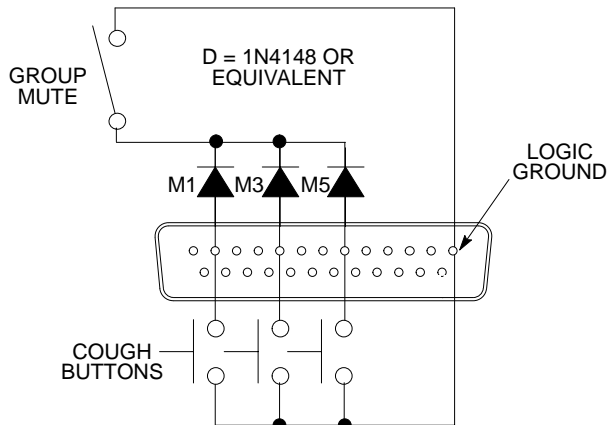 D = 1N4148 OR
EQUIVALENT
GROUP
MUTE
LOGIC
GROUND
M1
M3
M5
COUGH
BUTTONS